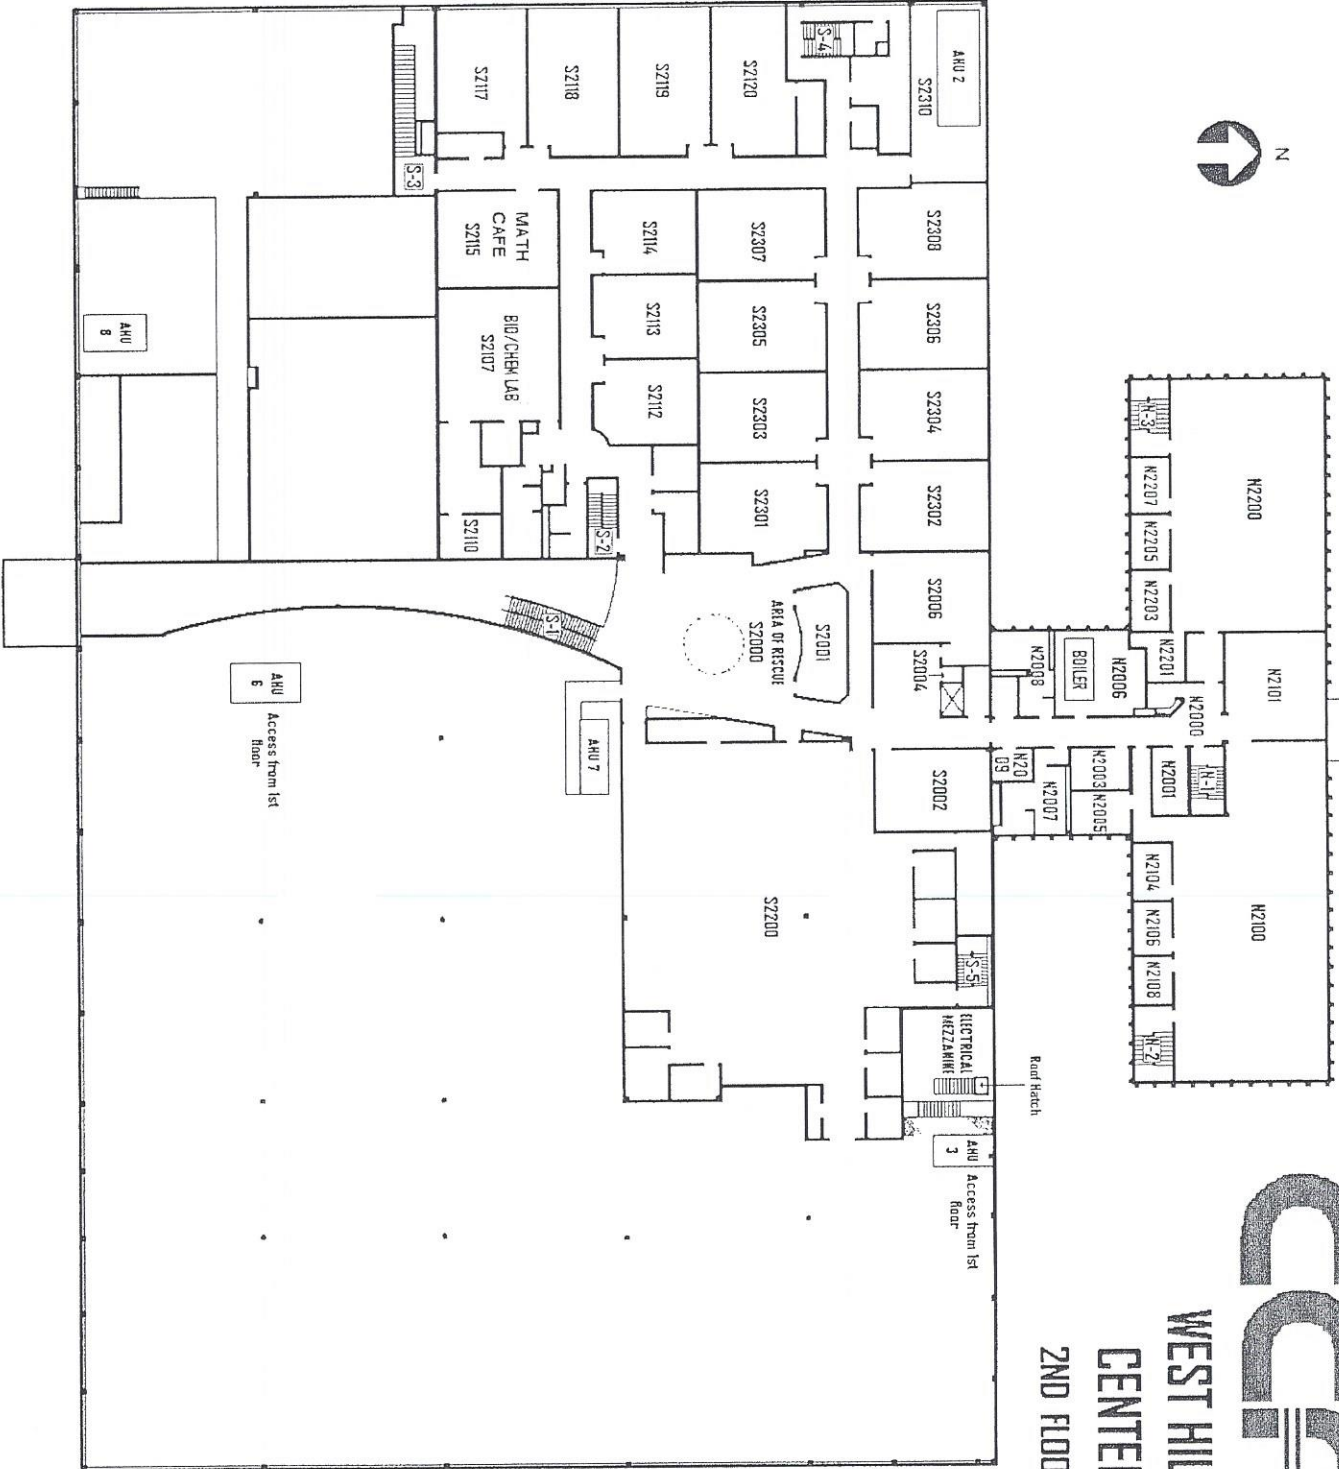 CCA
WEST HIL
CENTE
2ND FLOO
N
N2200
N2101
N2100
N-3
N2207
N2205
N2203
N2201
N2000
N-1
N2001
N2104
N2106
N2108
N-2
N2008
BOILER
N2006
N20
09
N2007
N2003
N2005
Roof Hatch
AHU 2
S2310
S-4
S2308
S2306
S2304
S2302
S2006
S2004
S2002
S-5
ELECTRICAL
MEZZANINE
AHU
3
Access from 1st
floor
S2117
S2118
S2119
S2120
S2307
S2305
S2303
S2301
S2001
AREA OF RESCUE
S2000
S2200
S2114
S2113
S2112
S-3
MATH
CAFE
S2115
BIO/CHEM LAB
S2107
S2110
S-2
S-1
AHU 7
AHU
6
Access from 1st
floor
AHU
8